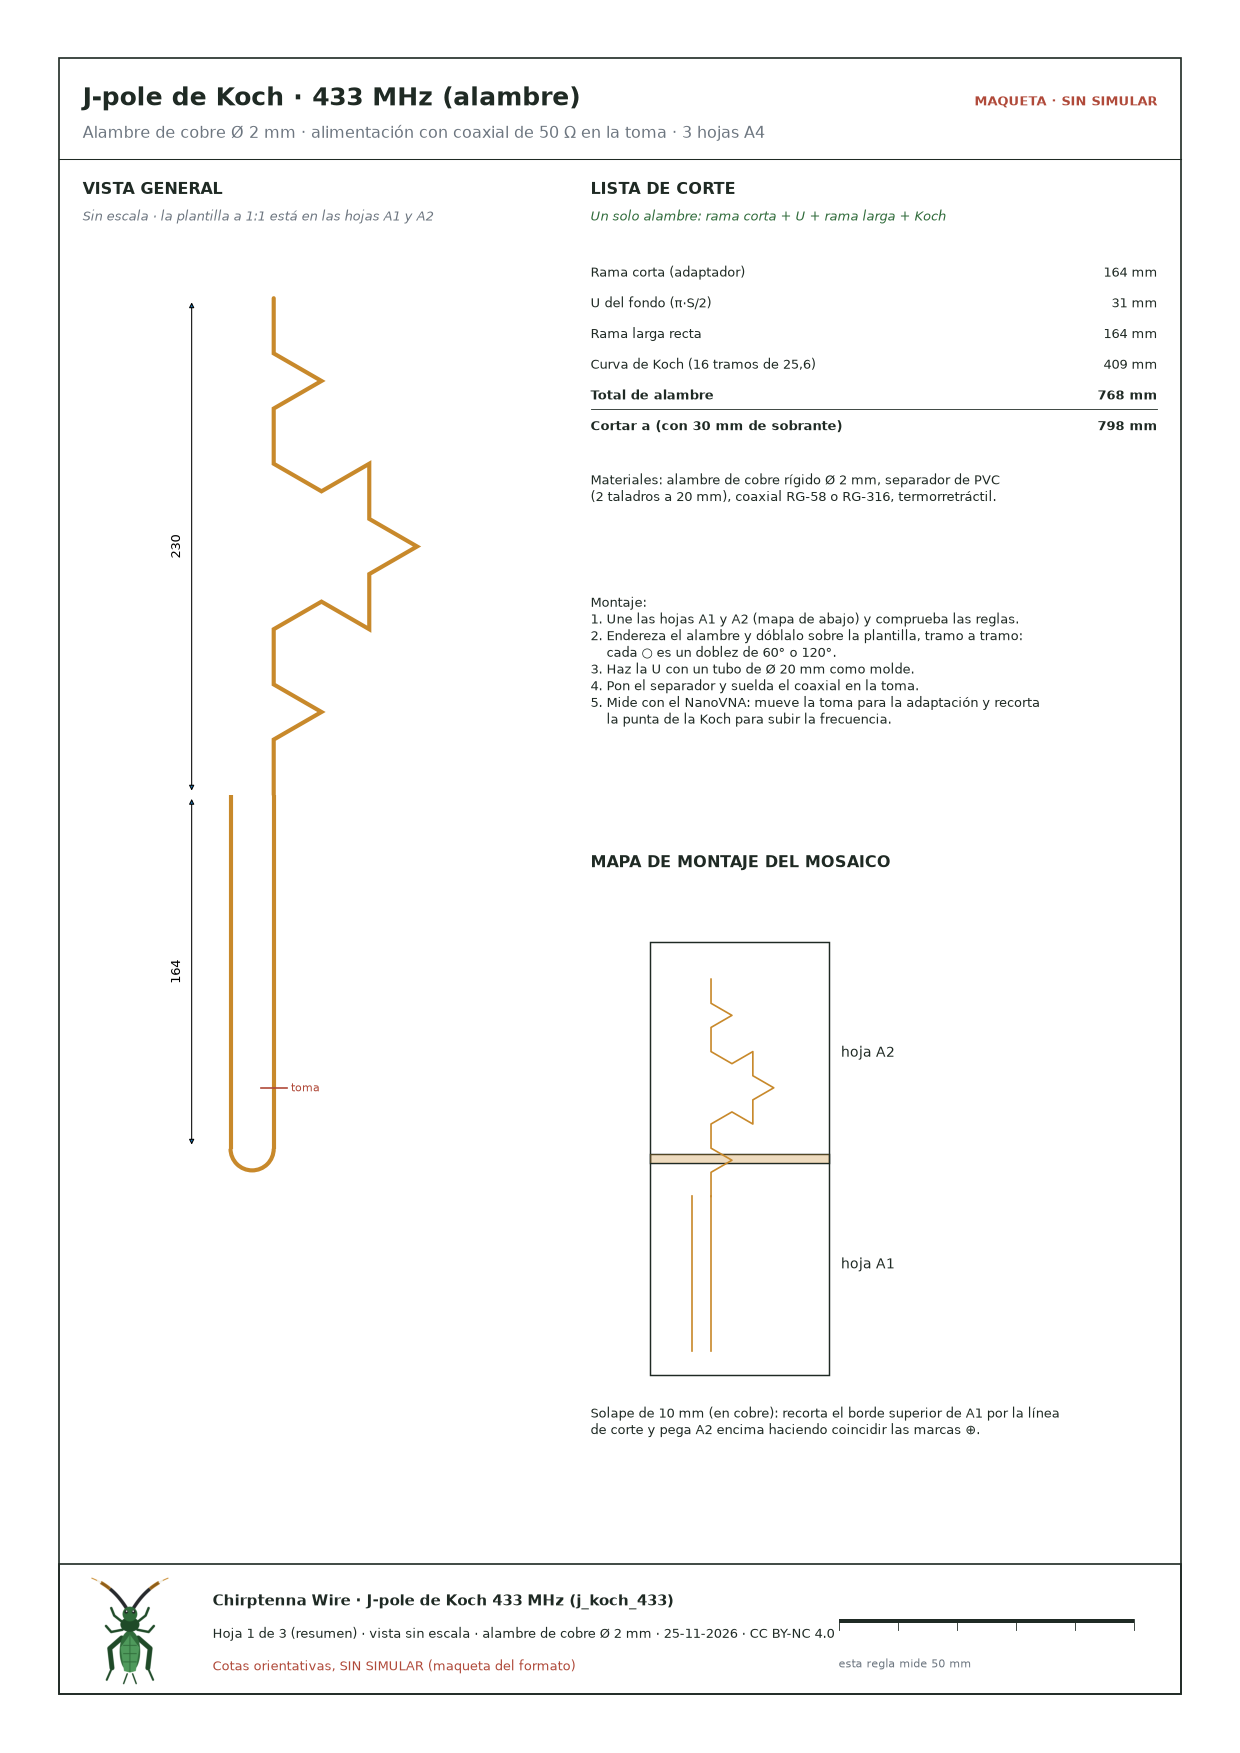 J-pole de Koch · 433 MHz (alambre)
MAQUETA · SIN SIMULAR
Alambre de cobre Ø 2 mm · alimentación con coaxial de 50 Ω en la toma · 3 hojas A4
VISTA GENERAL
Sin escala · la plantilla a 1:1 está en las hojas A1 y A2
230
164
toma
LISTA DE CORTE
Un solo alambre: rama corta + U + rama larga + Koch
Rama corta (adaptador) 164 mm
U del fondo (π·S/2) 31 mm
Rama larga recta 164 mm
Curva de Koch (16 tramos de 25,6) 409 mm
Total de alambre 768 mm
Cortar a (con 30 mm de sobrante) 798 mm
Materiales: alambre de cobre rígido Ø 2 mm, separador de PVC
(2 taladros a 20 mm), coaxial RG-58 o RG-316, termorretráctil.
Montaje:
1. Une las hojas A1 y A2 (mapa de abajo) y comprueba las reglas.
2. Endereza el alambre y dóblalo sobre la plantilla, tramo a tramo:
cada ○ es un doblez de 60° o 120°.
3. Haz la U con un tubo de Ø 20 mm como molde.
4. Pon el separador y suelda el coaxial en la toma.
5. Mide con el NanoVNA: mueve la toma para la adaptación y recorta
la punta de la Koch para subir la frecuencia.
MAPA DE MONTAJE DEL MOSAICO
hoja A2
hoja A1
Solape de 10 mm (en cobre): recorta el borde superior de A1 por la línea
de corte y pega A2 encima haciendo coincidir las marcas ⊕.
Chirptenna Wire · J-pole de Koch 433 MHz (j_koch_433)
Hoja 1 de 3 (resumen) · vista sin escala · alambre de cobre Ø 2 mm · 25-11-2026 · CC BY-NC 4.0
Cotas orientativas, SIN SIMULAR (maqueta del formato)
esta regla mide 50 mm